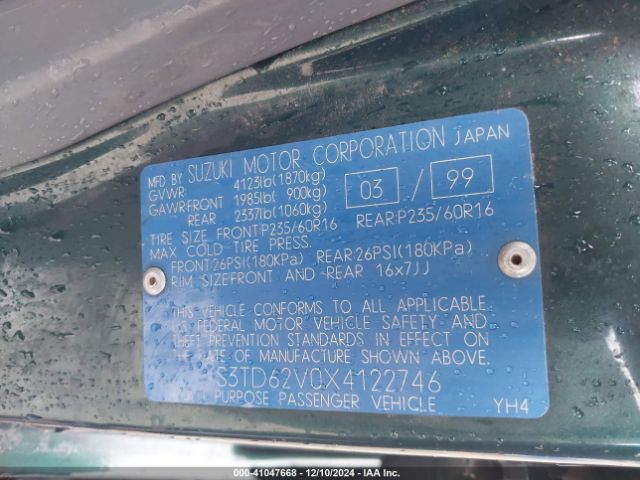 MFD BY SUZUKI MOTOR CORPORATION JAPAN
GVWR: 4123lb(1870kg)
GAWR:FRONT 1985lb( 900kg) 03 / 99
REAR 2337lb(1060kg)
TIRE SIZE FRONT:P235/60R16 REAR:P235/60R16
MAX COLD TIRE PRESS.
FRONT:26PSI(180KPa) REAR:26PSI(180KPa)
RIM SIZE:FRONT AND REAR 16x7JJ
THIS VEHICLE CONFORMS TO ALL APPLICABLE
FEDERAL MOTOR VEHICLE SAFETY AND
THEFT PREVENTION STANDARDS IN EFFECT ON
THE DATE OF MANUFACTURE SHOWN ABOVE.
S3TD62V0X4122746
PURPOSE PASSENGER VEHICLE YH4
000-41047668 - 12/10/2024 - IAA Inc.